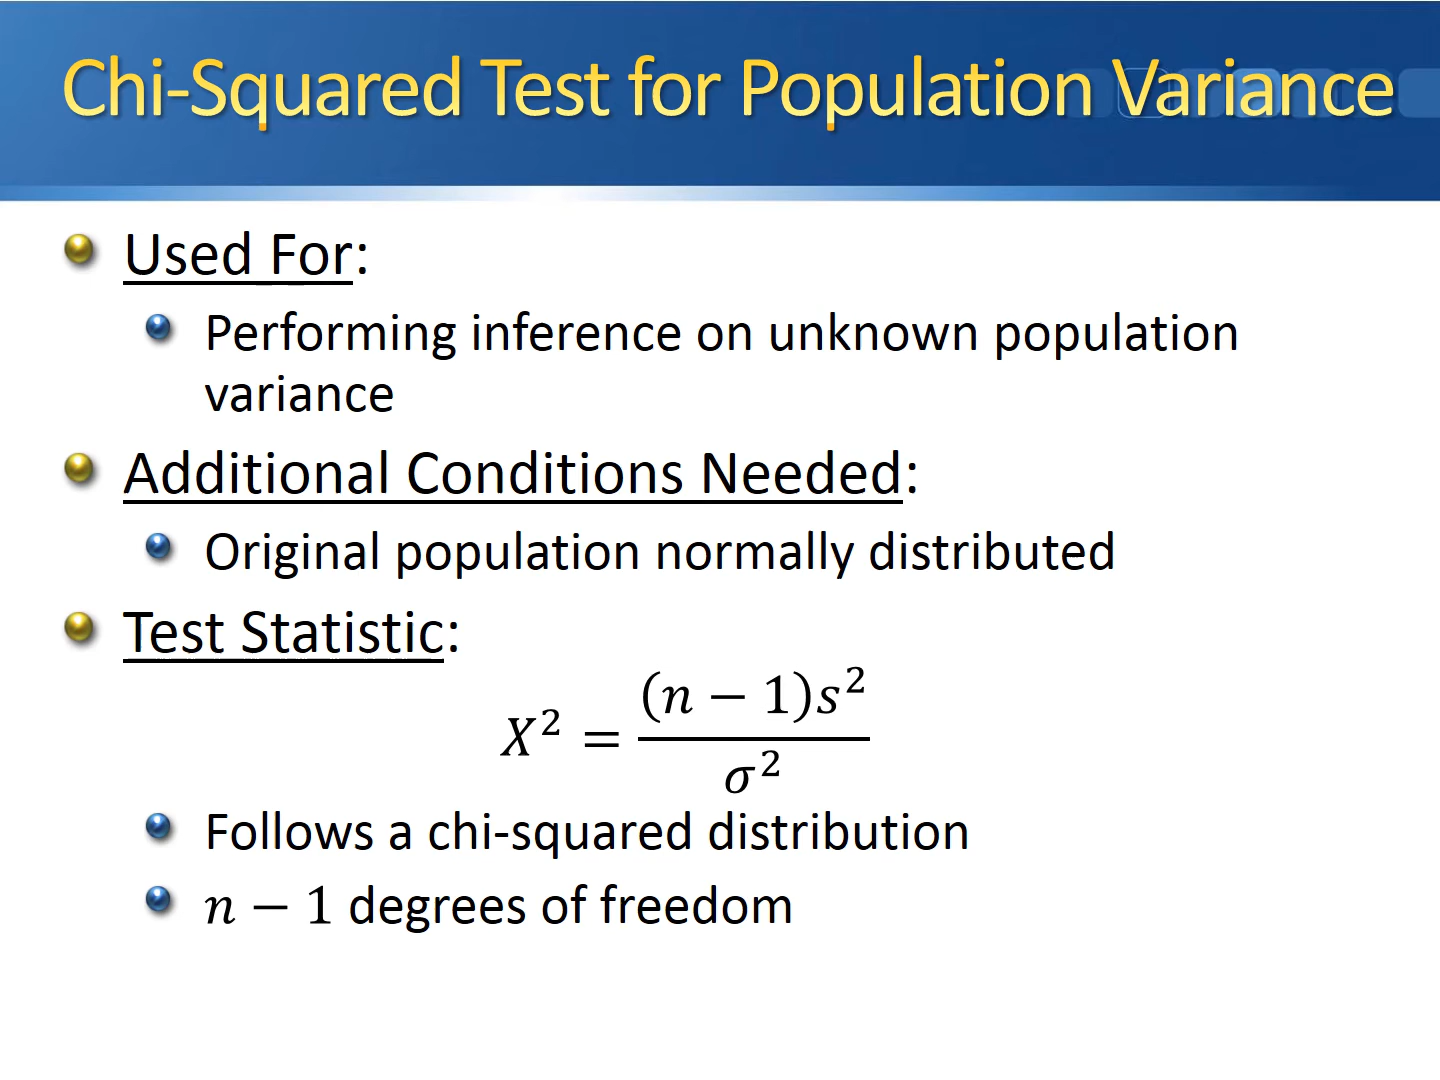 Chi-Squared Test for Population Variance
Used For:
Performing inference on unknown population
variance
Additional Conditions Needed:
Original population normally distributed
Test Statistic:
X² = (n − 1)s² / σ²
Follows a chi-squared distribution
n − 1 degrees of freedom